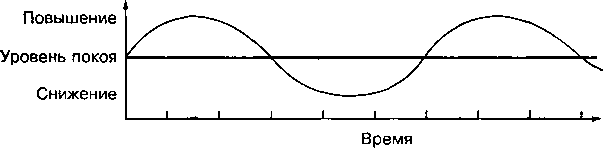 Повышение
Уровень покоя
Снижение
Время